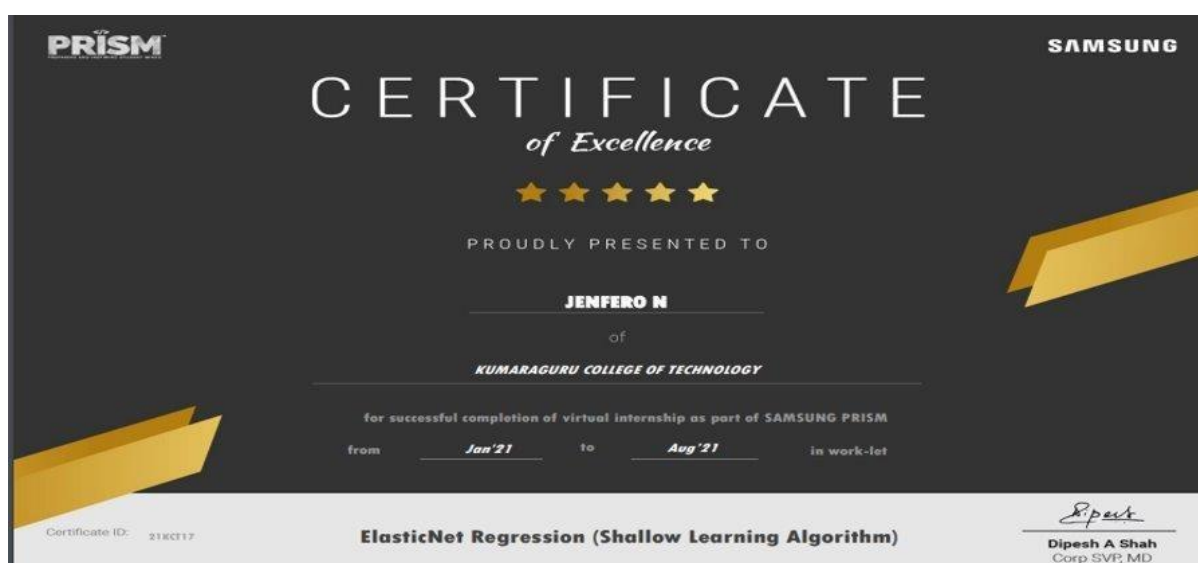 PRISM
SAMSUNG
CERTIFICATE
of Excellence
PROUDLY PRESENTED TO
JENFERO N
of
KUMARAGURU COLLEGE OF TECHNOLOGY
for successful completion of virtual internship as part of SAMSUNG PRISM
from Jan'21 to Aug'21 in work-let
Certificate ID: 21KCT17
ElasticNet Regression (Shallow Learning Algorithm)
Dipesh A Shah
Corp SVP, MD